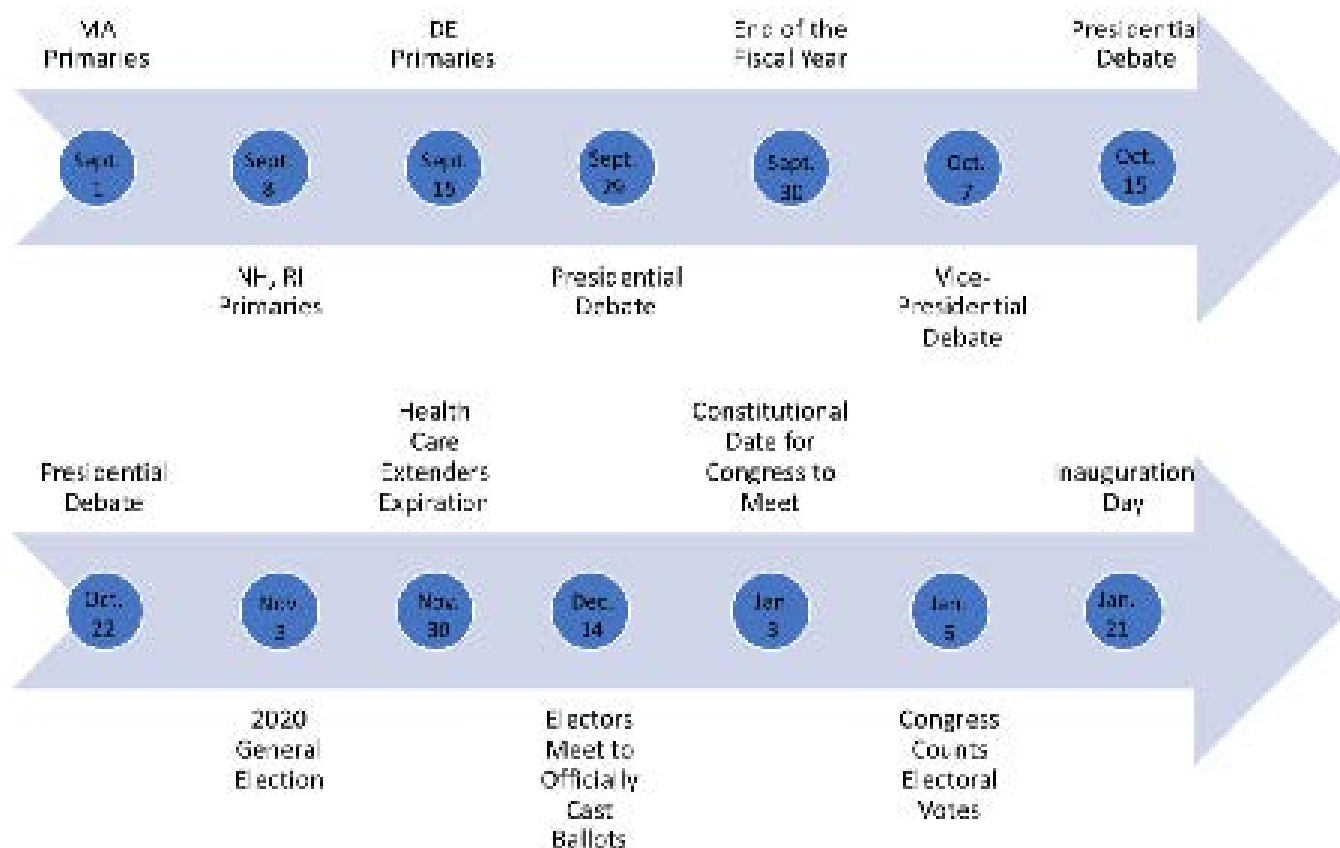 MA
Primaries
DE
Primaries
End of the
Fiscal Year
Presidential
Debate
Sept.
1
Sept.
8
Sept.
15
Sept.
29
Sept.
30
Oct.
7
Oct.
15
NH, RI
Primaries
Presidential
Debate
Vice-
Presidential
Debate
Presidential
Debate
Health
Care
Extenders
Expiration
Constitutional
Date for
Congress to
Meet
Inauguration
Day
Oct.
22
Nov.
3
Nov.
30
Dec.
14
Jan.
3
Jan.
Jan.
21
2020
General
Election
Electors
Meet to
Officially
Cast
Ballots
Congress
Counts
Electoral
Votes